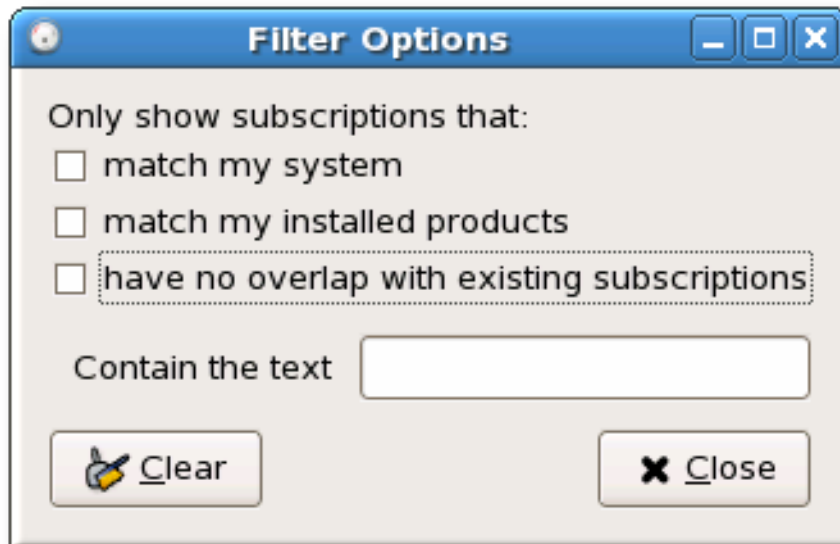 Filter Options
Only show subscriptions that:
match my system
match my installed products
have no overlap with existing subscriptions
Contain the text
Clear
Close